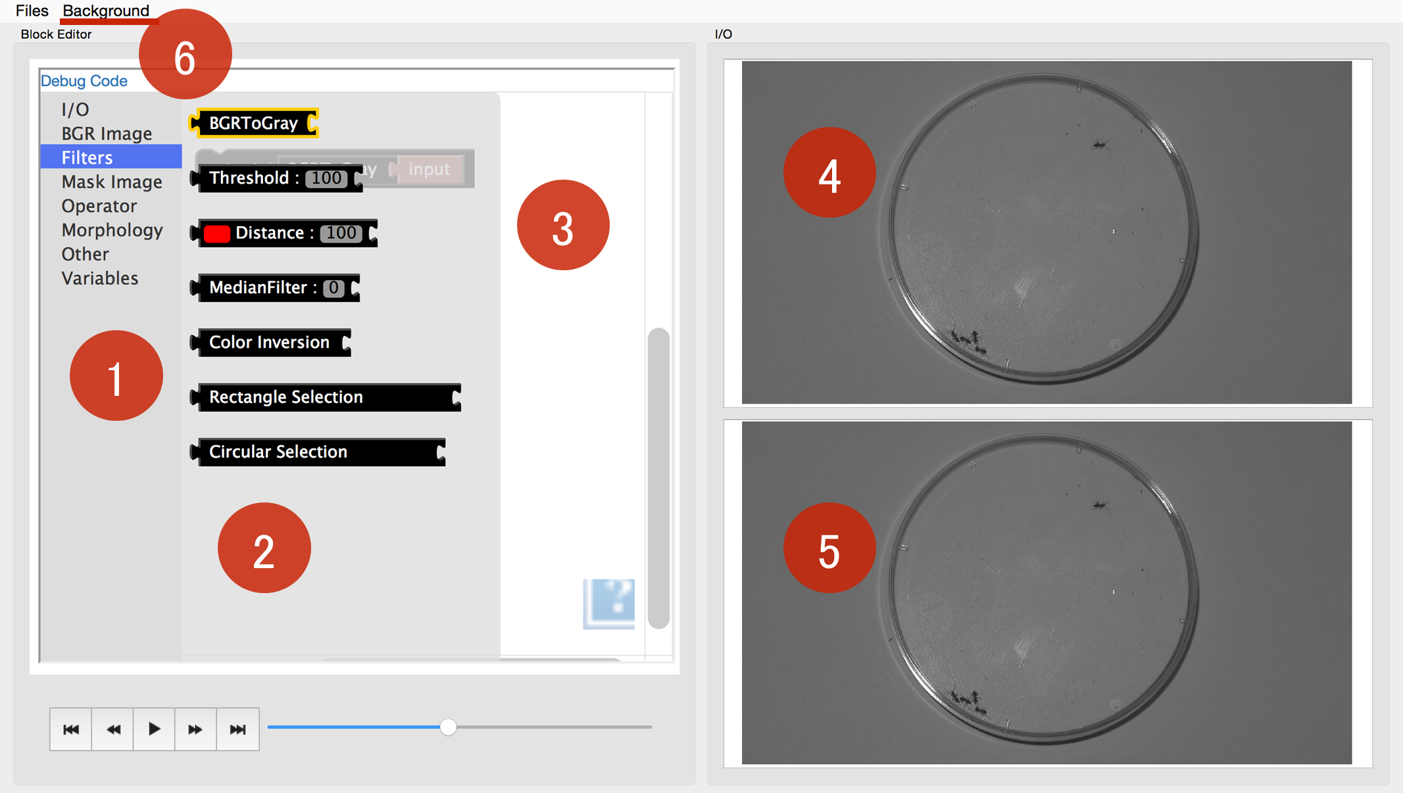 Files Background
Block Editor
I/O
6
Debug Code
I/O
BGR Image
Filters
Mask Image
Operator
Morphology
Other
Variables
1
BGRToGray
input
Threshold : 100
Distance : 100
MedianFilter : 0
Color Inversion
Rectangle Selection
Circular Selection
2
3
?
4
5